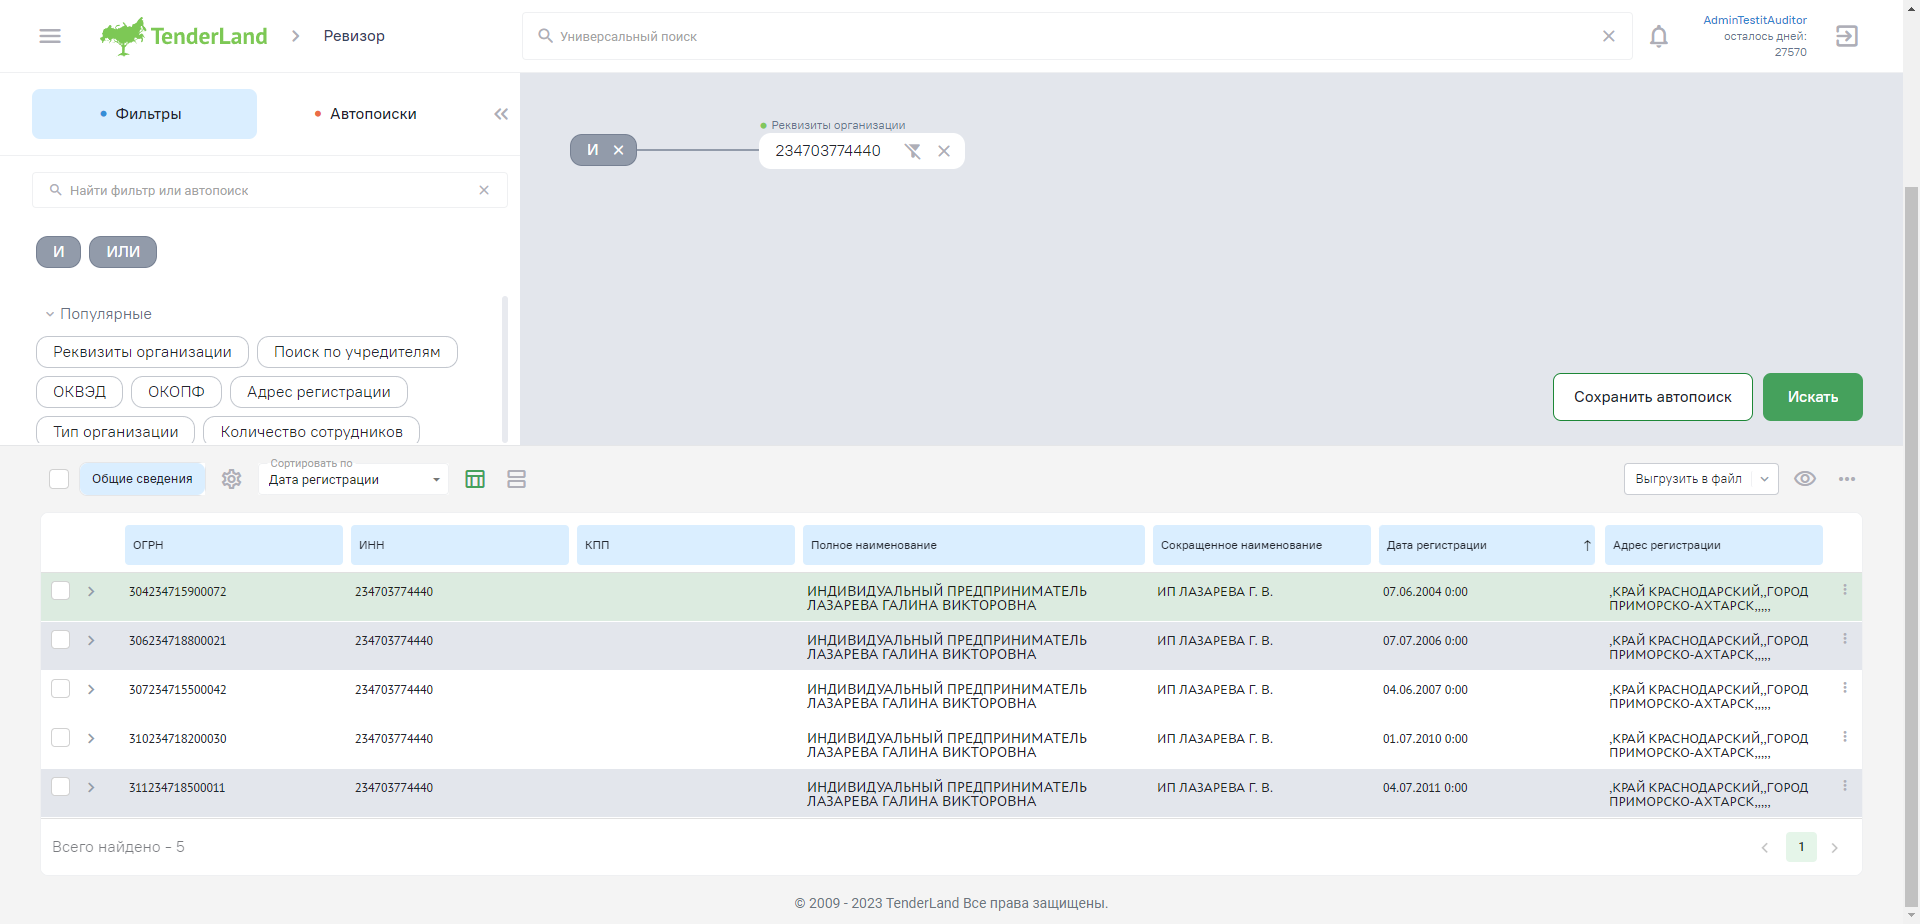 TenderLand
Ревизор
Универсальный поиск
AdminTestitAuditor
осталось дней:
27570
Фильтры
Автопоиски
Найти фильтр или автопоиск
И
ИЛИ
Популярные
Реквизиты организации
Поиск по учредителям
ОКВЭД
ОКОПФ
Адрес регистрации
Тип организации
Количество сотрудников
И
Реквизиты организации
234703774440
Сохранить автопоиск
Искать
Общие сведения
Сортировать по
Дата регистрации
Выгрузить в файл
ОГРН ИНН КПП Полное наименование Сокращенное наименование Дата регистрации Адрес регистрации
304234715900072 234703774440 ИНДИВИДУАЛЬНЫЙ ПРЕДПРИНИМАТЕЛЬ ИП ЛАЗАРЕВА Г. В. 07.06.2004 0:00 ,КРАЙ КРАСНОДАРСКИЙ,,ГОРОД
ЛАЗАРЕВА ГАЛИНА ВИКТОРОВНА ПРИМОРСКО-АХТАРСК,,,,,
306234718800021 234703774440 ИНДИВИДУАЛЬНЫЙ ПРЕДПРИНИМАТЕЛЬ ИП ЛАЗАРЕВА Г. В. 07.07.2006 0:00 ,КРАЙ КРАСНОДАРСКИЙ,,ГОРОД
ЛАЗАРЕВА ГАЛИНА ВИКТОРОВНА ПРИМОРСКО-АХТАРСК,,,,,
307234715500042 234703774440 ИНДИВИДУАЛЬНЫЙ ПРЕДПРИНИМАТЕЛЬ ИП ЛАЗАРЕВА Г. В. 04.06.2007 0:00 ,КРАЙ КРАСНОДАРСКИЙ,,ГОРОД
ЛАЗАРЕВА ГАЛИНА ВИКТОРОВНА ПРИМОРСКО-АХТАРСК,,,,,
310234718200030 234703774440 ИНДИВИДУАЛЬНЫЙ ПРЕДПРИНИМАТЕЛЬ ИП ЛАЗАРЕВА Г. В. 01.07.2010 0:00 ,КРАЙ КРАСНОДАРСКИЙ,,ГОРОД
ЛАЗАРЕВА ГАЛИНА ВИКТОРОВНА ПРИМОРСКО-АХТАРСК,,,,,
311234718500011 234703774440 ИНДИВИДУАЛЬНЫЙ ПРЕДПРИНИМАТЕЛЬ ИП ЛАЗАРЕВА Г. В. 04.07.2011 0:00 ,КРАЙ КРАСНОДАРСКИЙ,,ГОРОД
ЛАЗАРЕВА ГАЛИНА ВИКТОРОВНА ПРИМОРСКО-АХТАРСК,,,,,
Всего найдено - 5
1
© 2009 - 2023 TenderLand Все права защищены.